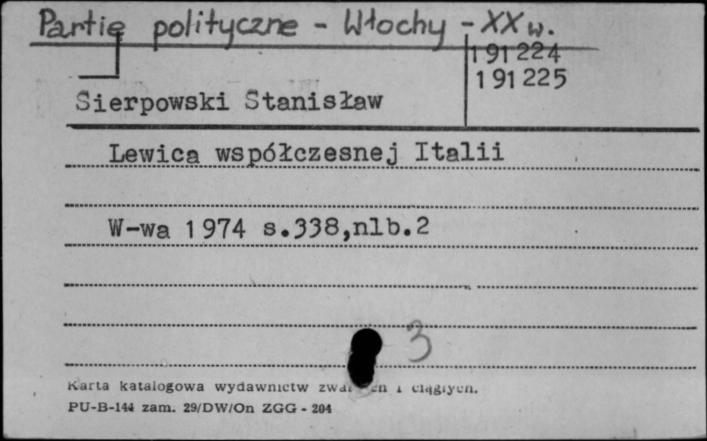 Partie polityczne - Włochy - XX w.
191224
191225
Sierpowski Stanisław
Lewica współczesnej Italii
W-wa 1974 s.338,nlb.2
3
Karta katalogowa wydawnictw i ciągłych.
PU-B-144 zam. 29/DW/On ZGG - 204